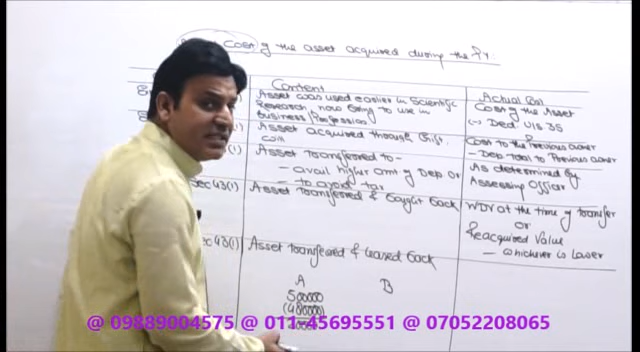 Cost of the asset acquired during the P.Y.
Content
Actual Cost
Asset was used earlier in Scientific Research, now Going to use in Business/Profession
Cost of the Asset
(-) Ded U/s 35
Asset acquired through Gift, will
Cost to the Previous owner
- Dep Total to Previous owner
Asset transferred to -
- avail higher amt of Dep or
- to avoid tax
As determined by
Assessing Officer
Asset Transferred & Bought Back
WDV at the time of transfer
or
Reacquired Value
- whichever is Lower
Sec 43(1)
Asset Transferred & Leased Back
A
B
500000
(400000)
@ 09889004575 @ 011-45695551 @ 07052208065